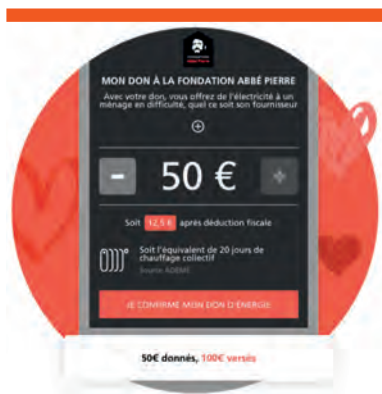 MON DON À LA FONDATION ABBÉ PIERRE
Avec votre don, vous offrez de l'électricité à un
ménage en difficulté, quel ce soit son fournisseur
- 50 € +
Soit 12,5 € après déduction fiscale
Soit l'équivalent de 20 jours de
chauffage collectif
Source ADEME
JE CONFIRME MON DON D'ÉNERGIE
50€ donnés, 100€ versés